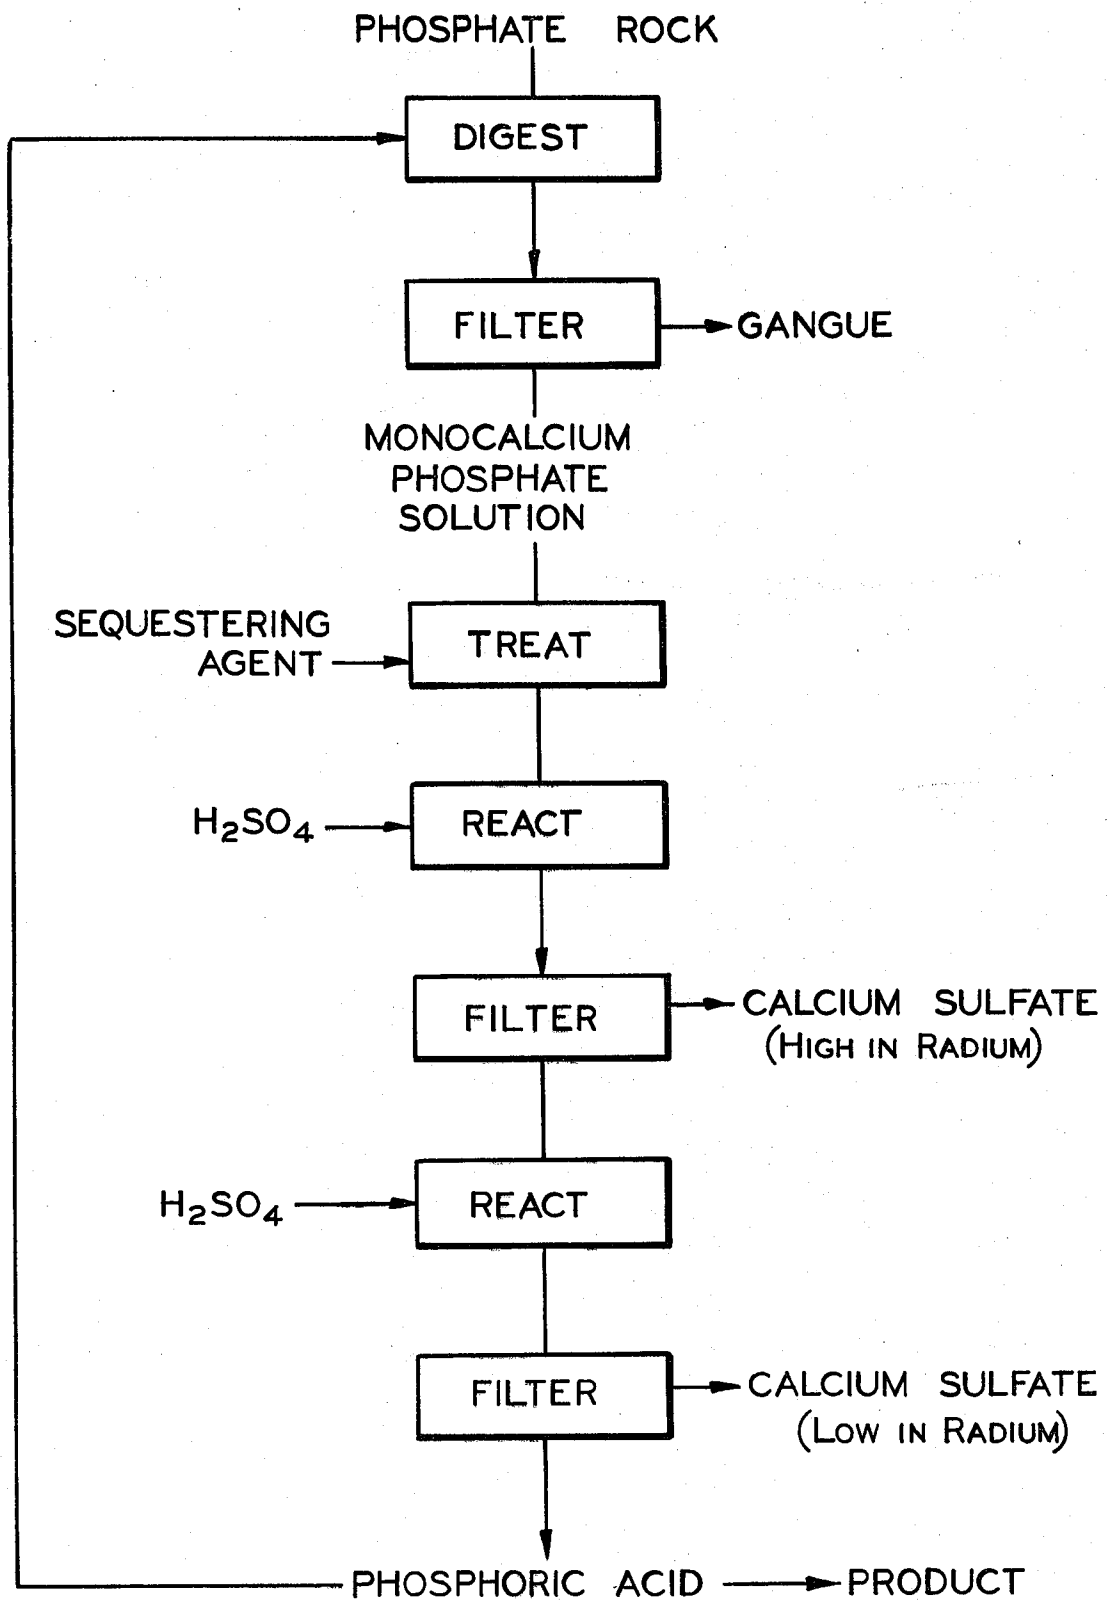 PHOSPHATE ROCK
DIGEST
FILTER
GANGUE
MONOCALCIUM
PHOSPHATE
SOLUTION
SEQUESTERING
AGENT
TREAT
H₂SO₄
REACT
FILTER
CALCIUM SULFATE
(HIGH IN RADIUM)
H₂SO₄
REACT
FILTER
CALCIUM SULFATE
(LOW IN RADIUM)
PHOSPHORIC ACID
PRODUCT